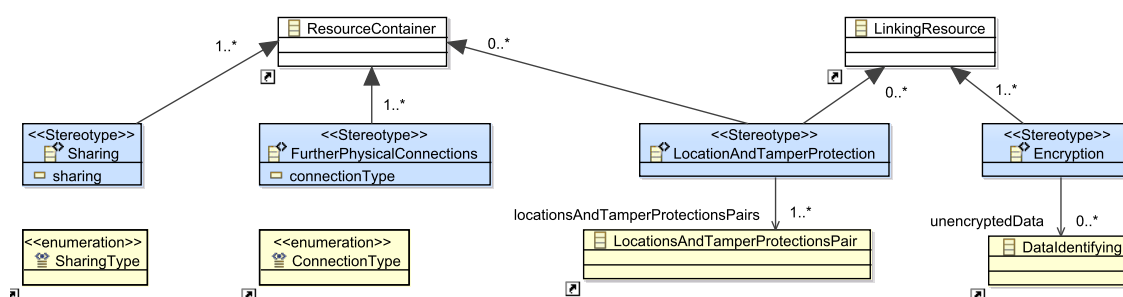 ResourceContainer
LinkingResource
1..*
0..*
1..*
0..*
1..*
<<Stereotype>>
Sharing
sharing
<<Stereotype>>
FurtherPhysicalConnections
connectionType
<<Stereotype>>
LocationAndTamperProtection
<<Stereotype>>
Encryption
locationsAndTamperProtectionsPairs
1..*
unencryptedData
0..*
<<enumeration>>
SharingType
<<enumeration>>
ConnectionType
LocationsAndTamperProtectionsPair
DataIdentifying